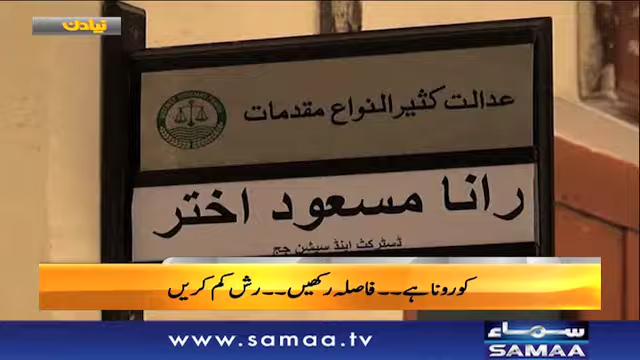 نیا دن
عدالت کثیر النواع مقدمات
رانا مسعود اختر
ڈسٹرکٹ اینڈ سیشن جج
کورونا ہے۔۔ فاصلہ رکھیں۔۔ رش کم کریں
www.samaa.tv
سماء
SAMAA